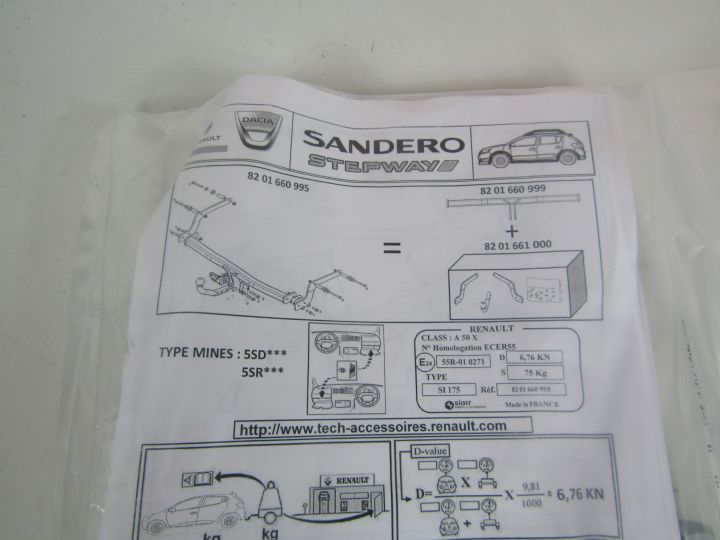 DACIA
SANDERO
STEPWAY
82 01 660 995
82 01 660 999
=
+
82 01 661 000
TYPE MINES : 5SD***
5SR***
RENAULT
CLASS : A 50 X
N° Homologation ECER55
E24 55R-01 0271 D 6,76 KN
S 75 Kg
TYPE
SI 175 Réf. 82 01 660 995
siarr Made in FRANCE
http://www.tech-accessoires.renault.com
RENAULT
kg kg
D-value
D= X X 9,81 / 1000 = 6,76 KN
+